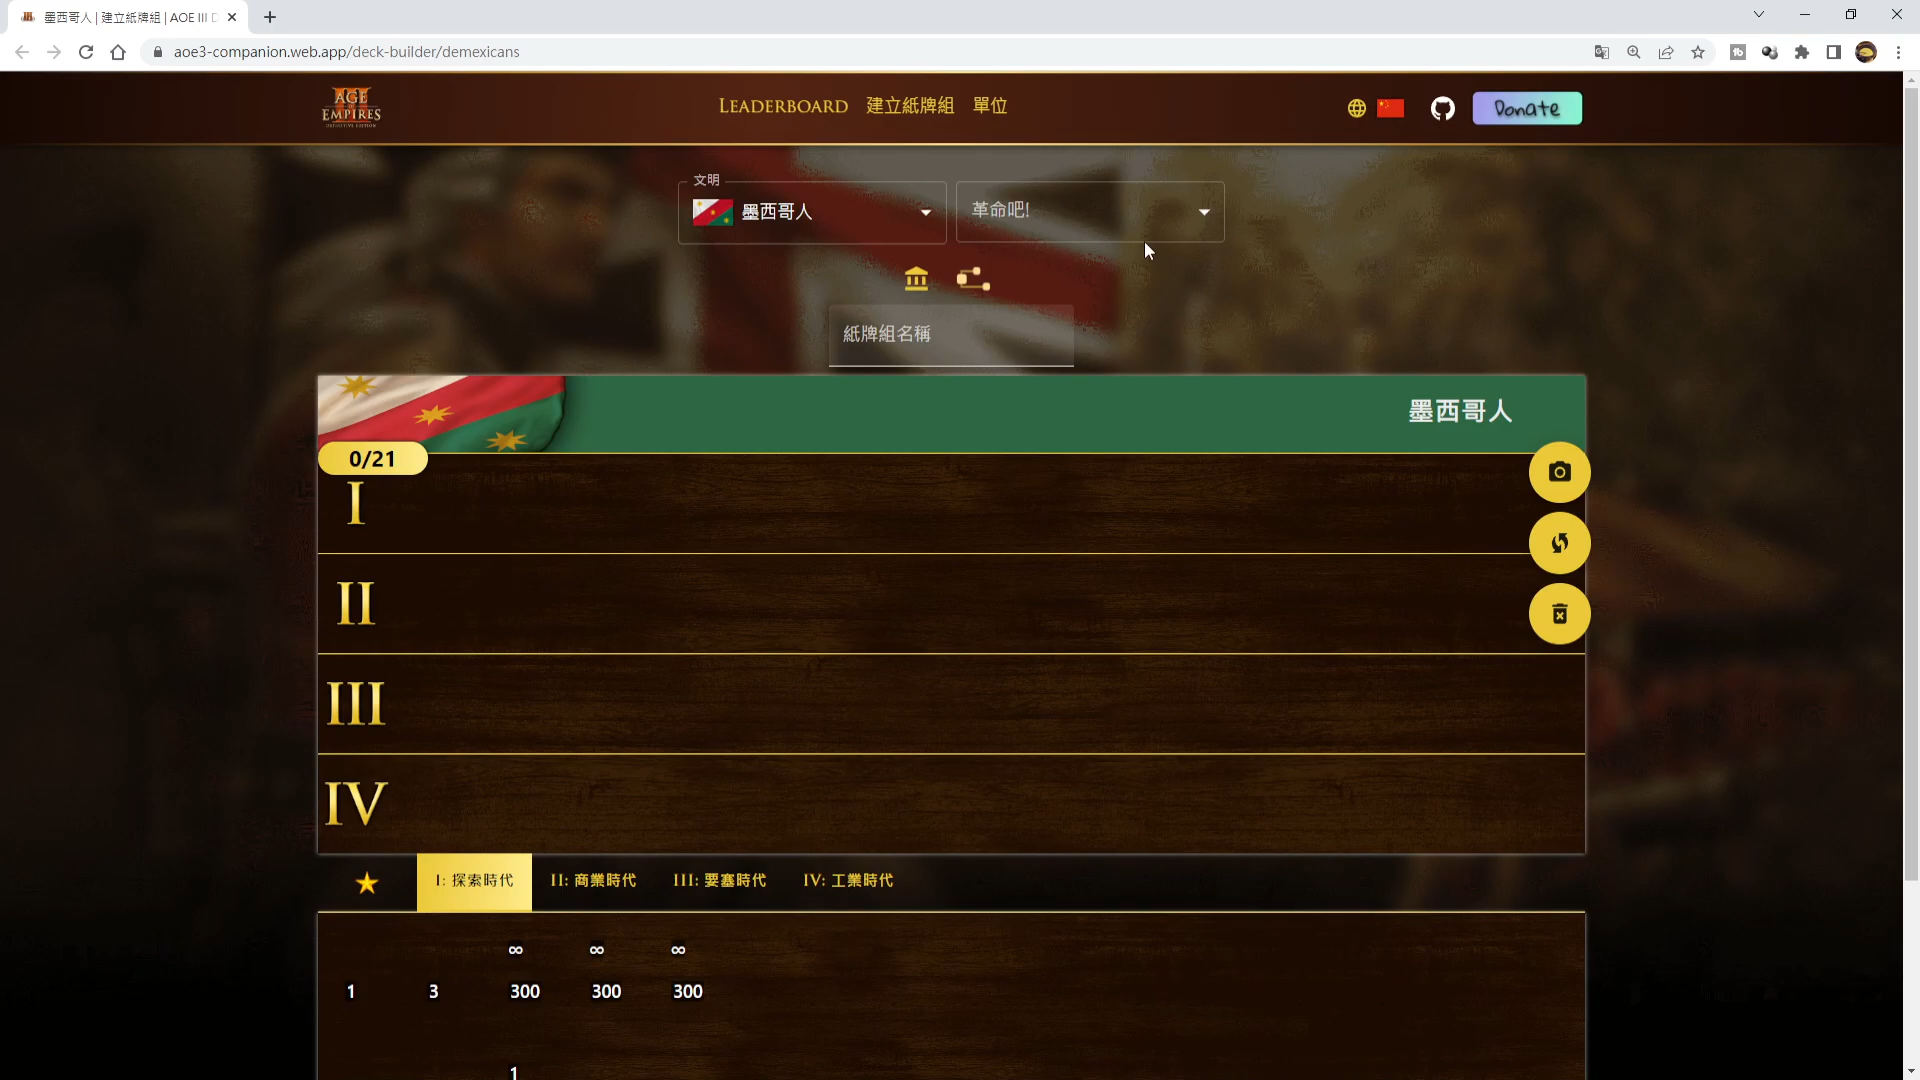 墨西哥人 | 建立紙牌組 | AOE III D
aoe3-companion.web.app/deck-builder/demexicans
AGE
III
EMPIRES
LEADERBOARD
建立紙牌組
單位
Donate
文明
墨西哥人
革命吧!
紙牌組名稱
墨西哥人
0/21
I
II
III
IV
I: 探索時代
II: 商業時代
III: 要塞時代
IV: 工業時代
∞ ∞ ∞
1 3 300 300 300
1